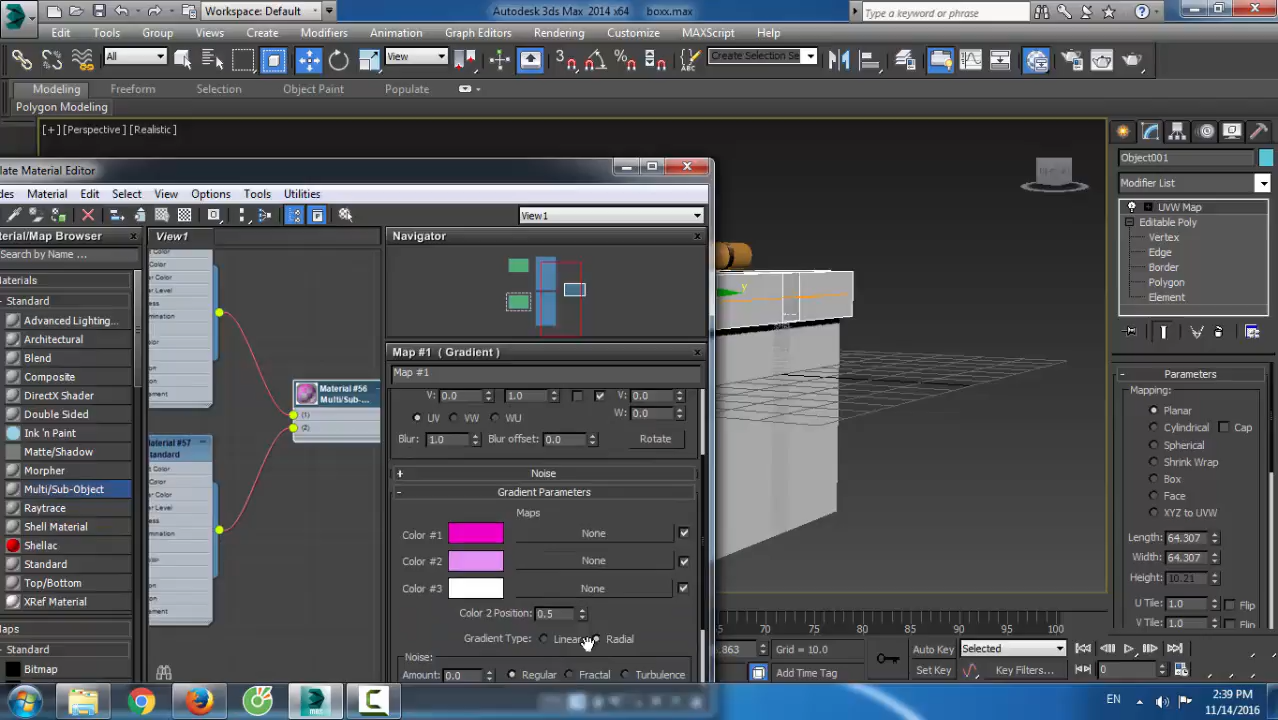 Workspace: Default
Autodesk 3ds Max 2014 x64 boxx.max
Type a keyword or phrase
Edit Tools Group Views Create Modifiers Animation Graph Editors Rendering Customize MAXScript Help
All
View
Create Selection Se
Modeling Freeform Selection Object Paint Populate
Polygon Modeling
[+] [Perspective] [Realistic]
late Material Editor
des Material Edit Select View Options Tools Utilities
View1
aterial/Map Browser
Search by Name ...
Materials
- Standard
Advanced Lighting...
Architectural
Blend
Composite
DirectX Shader
Double Sided
Ink 'n Paint
Matte/Shadow
Morpher
Multi/Sub-Object
Raytrace
Shell Material
Shellac
Standard
Top/Bottom
XRef Material
Maps
- Standard
Bitmap
View1
Material #56
Multi/Sub-...
(1)
(2)
aterial #57
tandard
Navigator
Map #1 ( Gradient )
Map #1
V: 0.0 1.0 V: 0.0
W: 0.0
UV VW WU
Blur: 1.0 Blur offset: 0.0 Rotate
+ Noise
- Gradient Parameters
Maps
Color #1 None
Color #2 None
Color #3 None
Color 2 Position: 0.5
Gradient Type: Linear Radial
Noise:
Amount: 0.0 Regular Fractal Turbulence
Y
Object001
Modifier List
UVW Map
Editable Poly
Vertex
Edge
Border
Polygon
Element
- Parameters
Mapping:
Planar
Cylindrical Cap
Spherical
Shrink Wrap
Box
Face
XYZ to UVW
Length: 64.307
Width: 64.307
Height: 10.21
U Tile: 1.0 Flip
V Tile: 1.0 Flip
65 70 75 80 85 90 95 100
.863 Grid = 10.0
Add Time Tag
Auto Key Selected
Set Key Key Filters...
0
EN
2:39 PM
11/14/2016